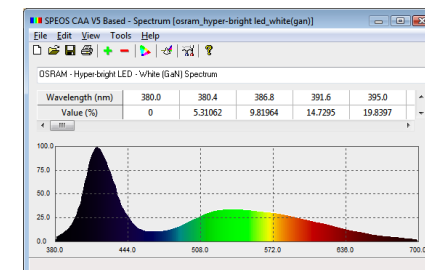 SPEOS CAA V5 Based - Spectrum [osram_hyper-bright led_white(gan)]
File Edit View Tools Help
OSRAM - Hyper-bright LED - White (GaN) Spectrum
Wavelength (nm) 380.0 380.4 386.8 391.6 395.0
Value (%) 0 5.31062 9.81964 14.7295 19.8397
100.0
75.0
50.0
25.0
0.0
380.0 444.0 508.0 572.0 636.0 700.0